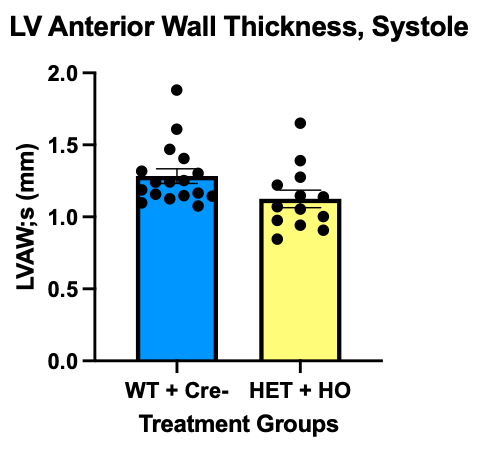 LV Anterior Wall Thickness, Systole
2.0
1.5
1.0
0.5
0.0
LVAW;s (mm)
WT + Cre- HET + HO
Treatment Groups